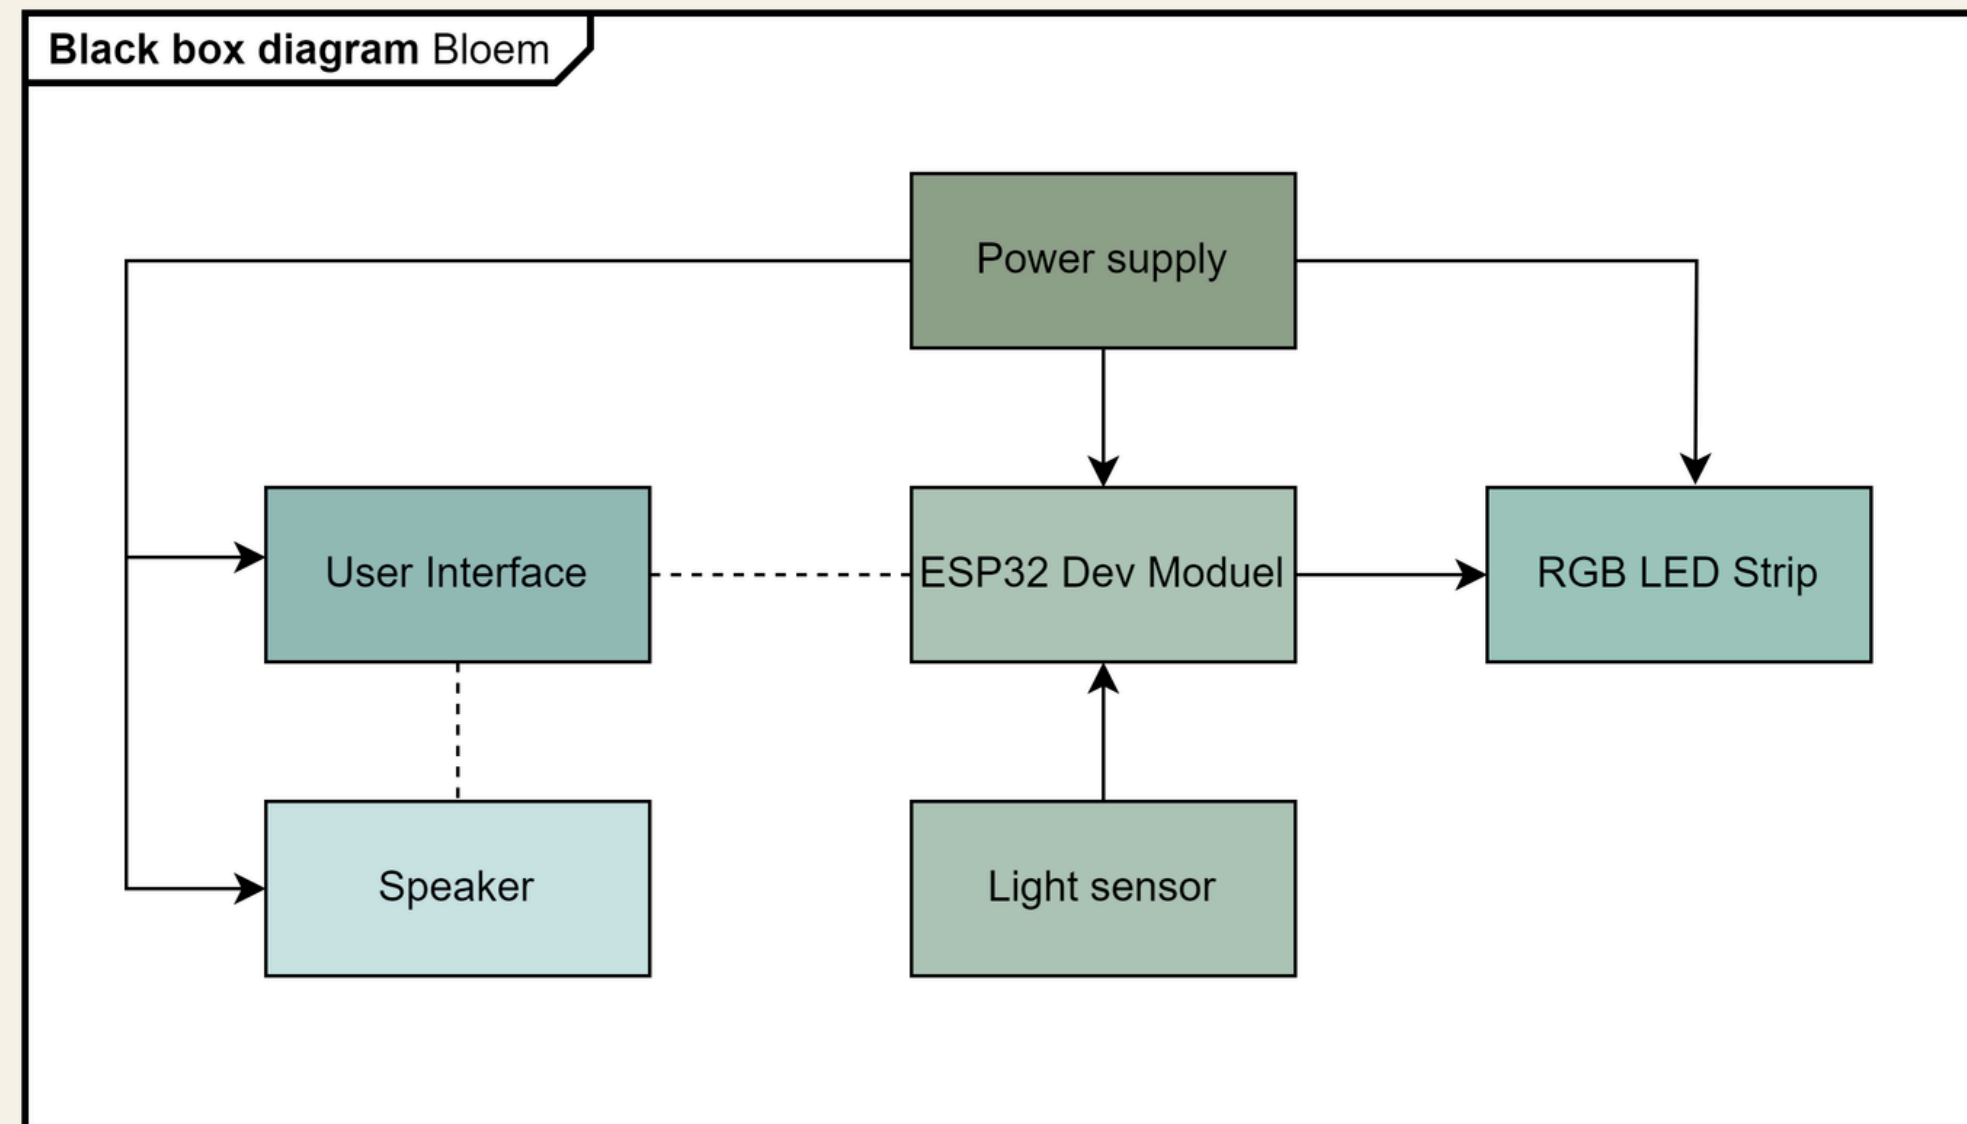 Black box diagram Bloem
Power supply
User Interface
ESP32 Dev Moduel
RGB LED Strip
Speaker
Light sensor